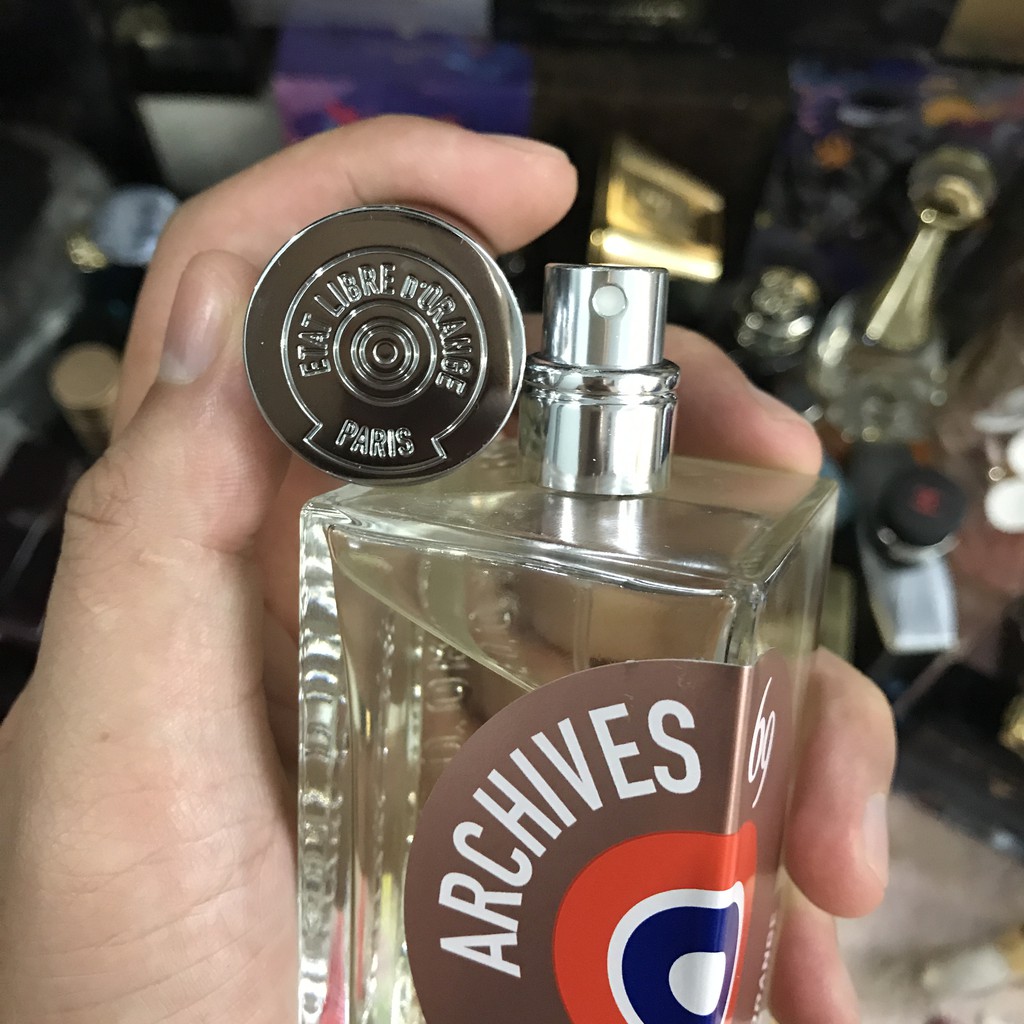 ETAT LIBRE D'ORANGE
PARIS
ARCHIVES
69